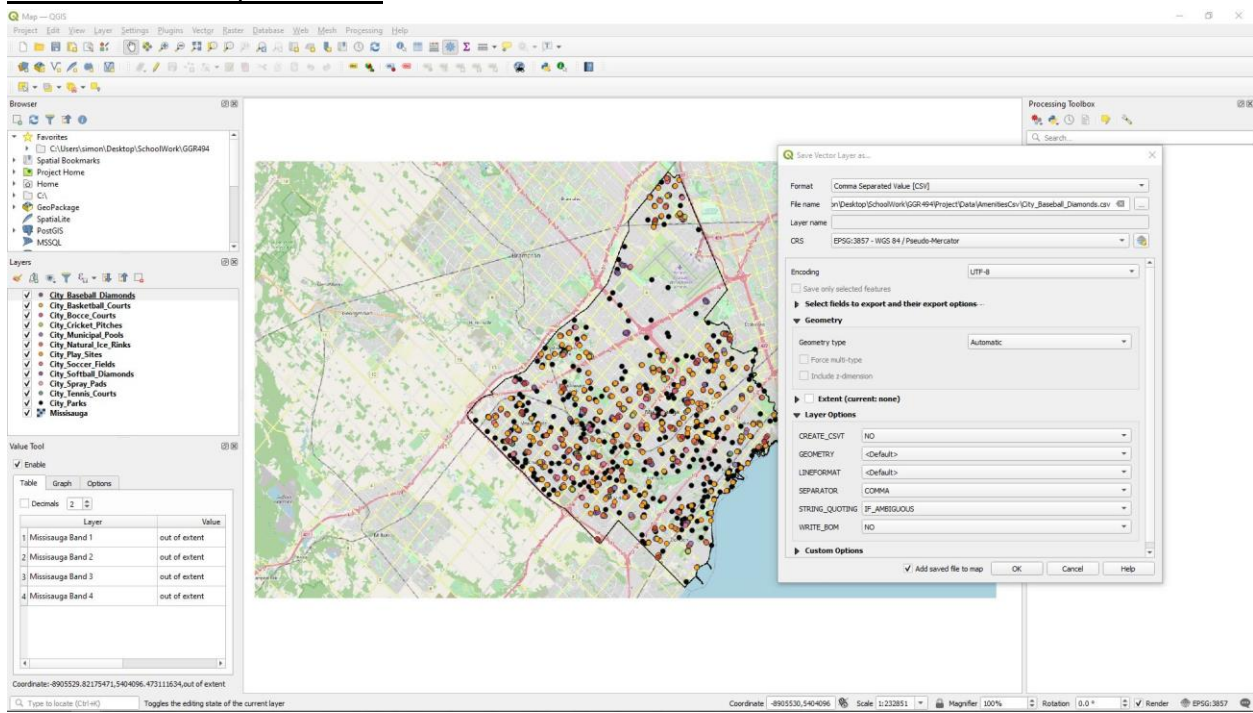 Map — QGIS
Project Edit View Layer Settings Plugins Vector Raster Database Web Mesh Processing Help
Browser
Favorites
C:\Users\simon\Desktop\SchoolWork\GGR494
Spatial Bookmarks
Project Home
Home
C:\
GeoPackage
SpatiaLite
PostGIS
MSSQL
Layers
City_Baseball_Diamonds
City_Basketball_Courts
City_Bocce_Courts
City_Cricket_Pitches
City_Municipal_Pools
City_Natural_Ice_Rinks
City_Play_Sites
City_Soccer_Fields
City_Softball_Diamonds
City_Spray_Pads
City_Tennis_Courts
City_Parks
Missisauga
Value Tool
Enable
Table Graph Options
Decimals 2
Layer Value
1 Missisauga Band 1 out of extent
2 Missisauga Band 2 out of extent
3 Missisauga Band 3 out of extent
4 Missisauga Band 4 out of extent
Coordinate:-8905529.82175471,5404096.473111634,out of extent
Processing Toolbox
Search...
Save Vector Layer as...
Format Comma Separated Value [CSV]
File name on\Desktop\SchoolWork\GGR494\Project\Data\AmenitiesCsv\City_Baseball_Diamonds.csv ...
Layer name
CRS EPSG:3857 - WGS 84 / Pseudo-Mercator
Encoding UTF-8
Save only selected features
Select fields to export and their export options
Geometry
Geometry type Automatic
Force multi-type
Include z-dimension
Extent (current: none)
Layer Options
CREATE_CSVT NO
GEOMETRY <Default>
LINEFORMAT <Default>
SEPARATOR COMMA
STRING_QUOTING IF_AMBIGUOUS
WRITE_BOM NO
Custom Options
Add saved file to map OK Cancel Help
Type to locate (Ctrl+K) Toggles the editing state of the current layer Coordinate -8905530,5404096 Scale 1:232851 Magnifier 100% Rotation 0.0 ° Render EPSG:3857